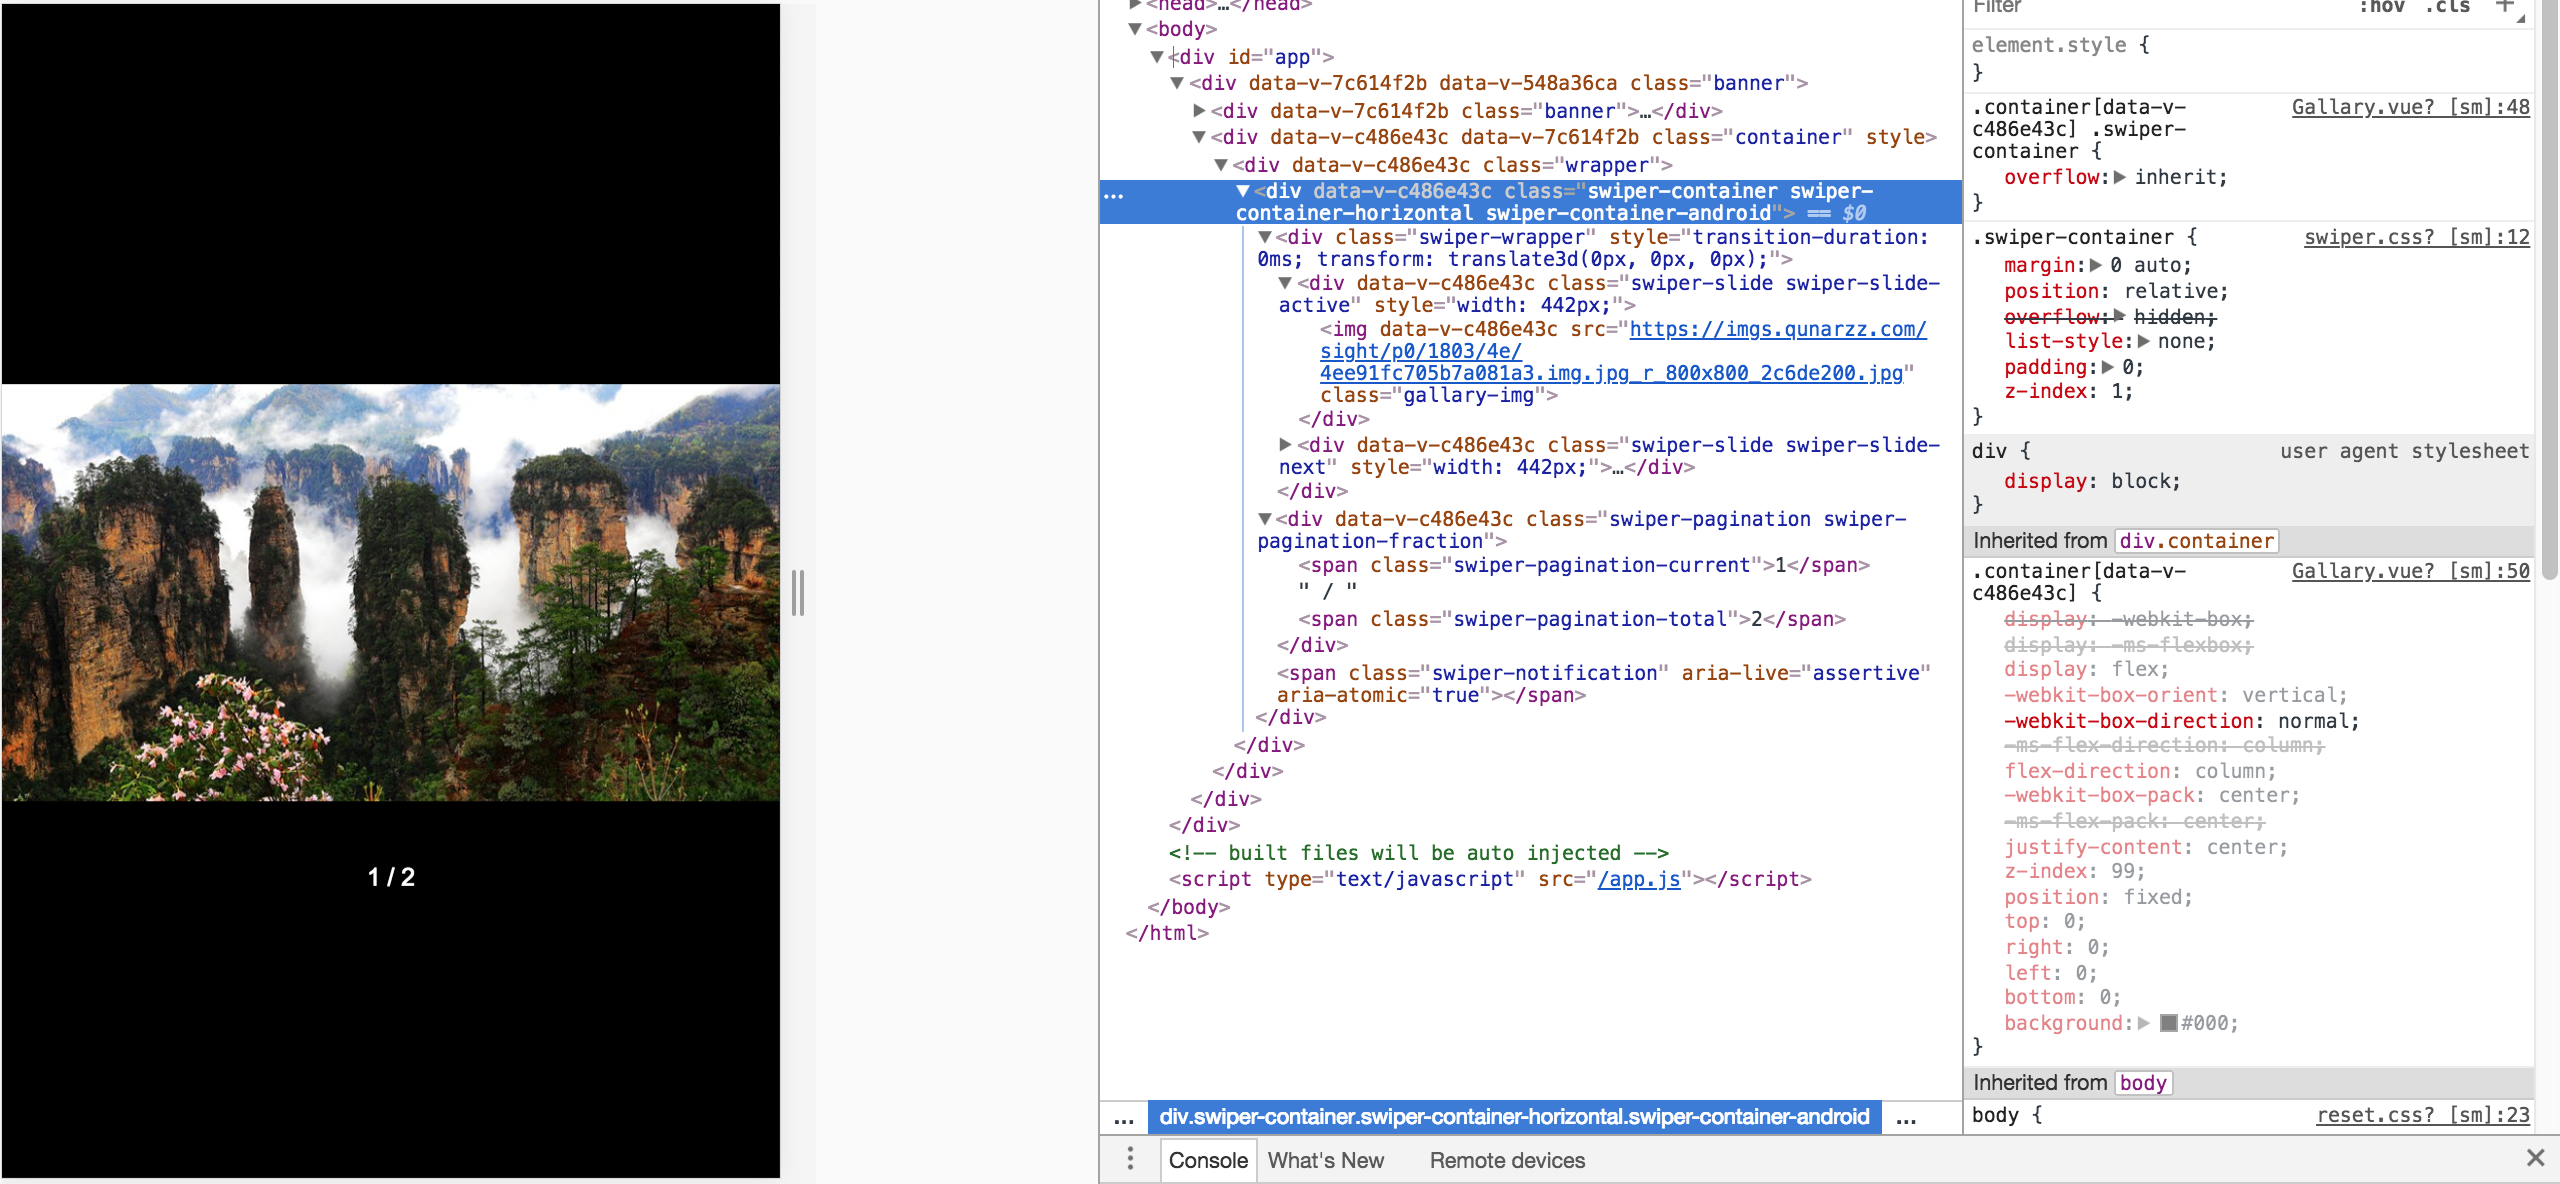 1 / 2
▶<head>…</head>
▼<body>
▼<div id="app">
▼<div data-v-7c614f2b data-v-548a36ca class="banner">
▶<div data-v-7c614f2b class="banner">…</div>
▼<div data-v-c486e43c data-v-7c614f2b class="container" style>
▼<div data-v-c486e43c class="wrapper">
… ▼<div data-v-c486e43c class="swiper-container swiper-
container-horizontal swiper-container-android"> == $0
▼<div class="swiper-wrapper" style="transition-duration:
0ms; transform: translate3d(0px, 0px, 0px);">
▼<div data-v-c486e43c class="swiper-slide swiper-slide-
active" style="width: 442px;">
<img data-v-c486e43c src="https://imgs.qunarzz.com/
sight/p0/1803/4e/
4ee91fc705b7a081a3.img.jpg_r_800x800_2c6de200.jpg"
class="gallary-img">
</div>
▶<div data-v-c486e43c class="swiper-slide swiper-slide-
next" style="width: 442px;">…</div>
</div>
▼<div data-v-c486e43c class="swiper-pagination swiper-
pagination-fraction">
<span class="swiper-pagination-current">1</span>
" / "
<span class="swiper-pagination-total">2</span>
</div>
<span class="swiper-notification" aria-live="assertive"
aria-atomic="true"></span>
</div>
</div>
</div>
</div>
</div>
<!-- built files will be auto injected -->
<script type="text/javascript" src="/app.js"></script>
</body>
</html>
… div.swiper-container.swiper-container-horizontal.swiper-container-android …
Console What's New Remote devices ×
Filter :hov .cls +
element.style {
}
.container[data-v- Gallary.vue? [sm]:48
c486e43c] .swiper-
container {
overflow:▶ inherit;
}
.swiper-container { swiper.css? [sm]:12
margin:▶ 0 auto;
position: relative;
overflow:▶ hidden;
list-style:▶ none;
padding:▶ 0;
z-index: 1;
}
div { user agent stylesheet
display: block;
}
Inherited from div.container
.container[data-v- Gallary.vue? [sm]:50
c486e43c] {
display: -webkit-box;
display: -ms-flexbox;
display: flex;
-webkit-box-orient: vertical;
-webkit-box-direction: normal;
-ms-flex-direction: column;
flex-direction: column;
-webkit-box-pack: center;
-ms-flex-pack: center;
justify-content: center;
z-index: 99;
position: fixed;
top: 0;
right: 0;
left: 0;
bottom: 0;
background:▶ #000;
}
Inherited from body
body { reset.css? [sm]:23